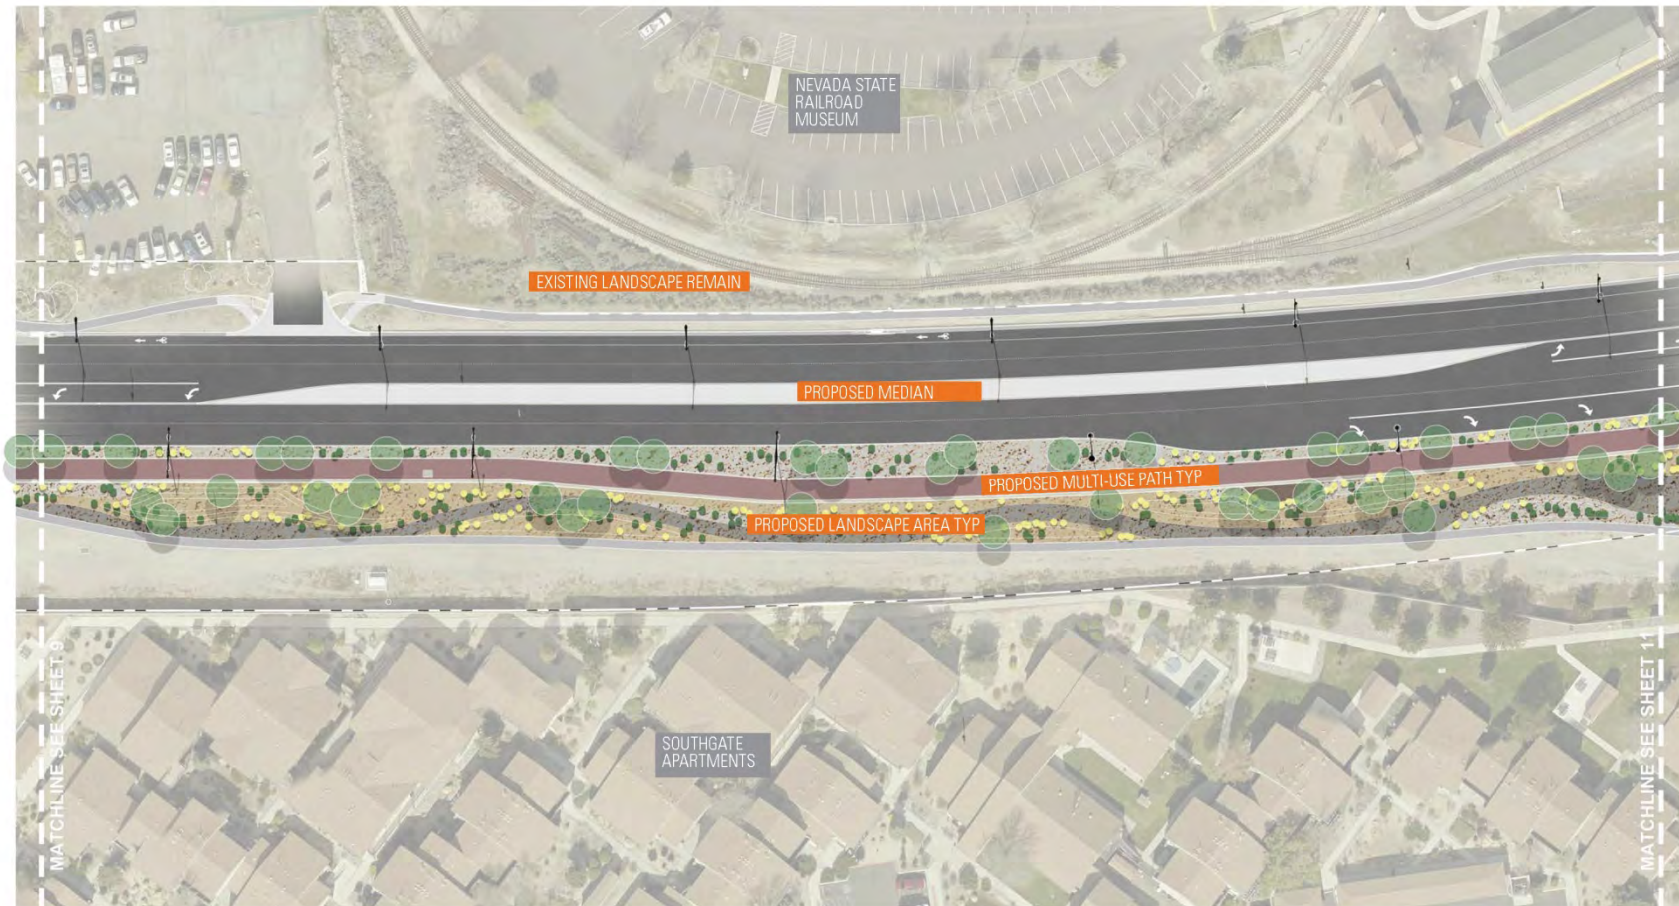 NEVADA STATE
RAILROAD
MUSEUM
EXISTING LANDSCAPE REMAIN
PROPOSED MEDIAN
PROPOSED MULTI-USE PATH TYP
PROPOSED LANDSCAPE AREA TYP
SOUTHGATE
APARTMENTS
MATCHLINE SEE SHEET 9
MATCHLINE SEE SHEET 11